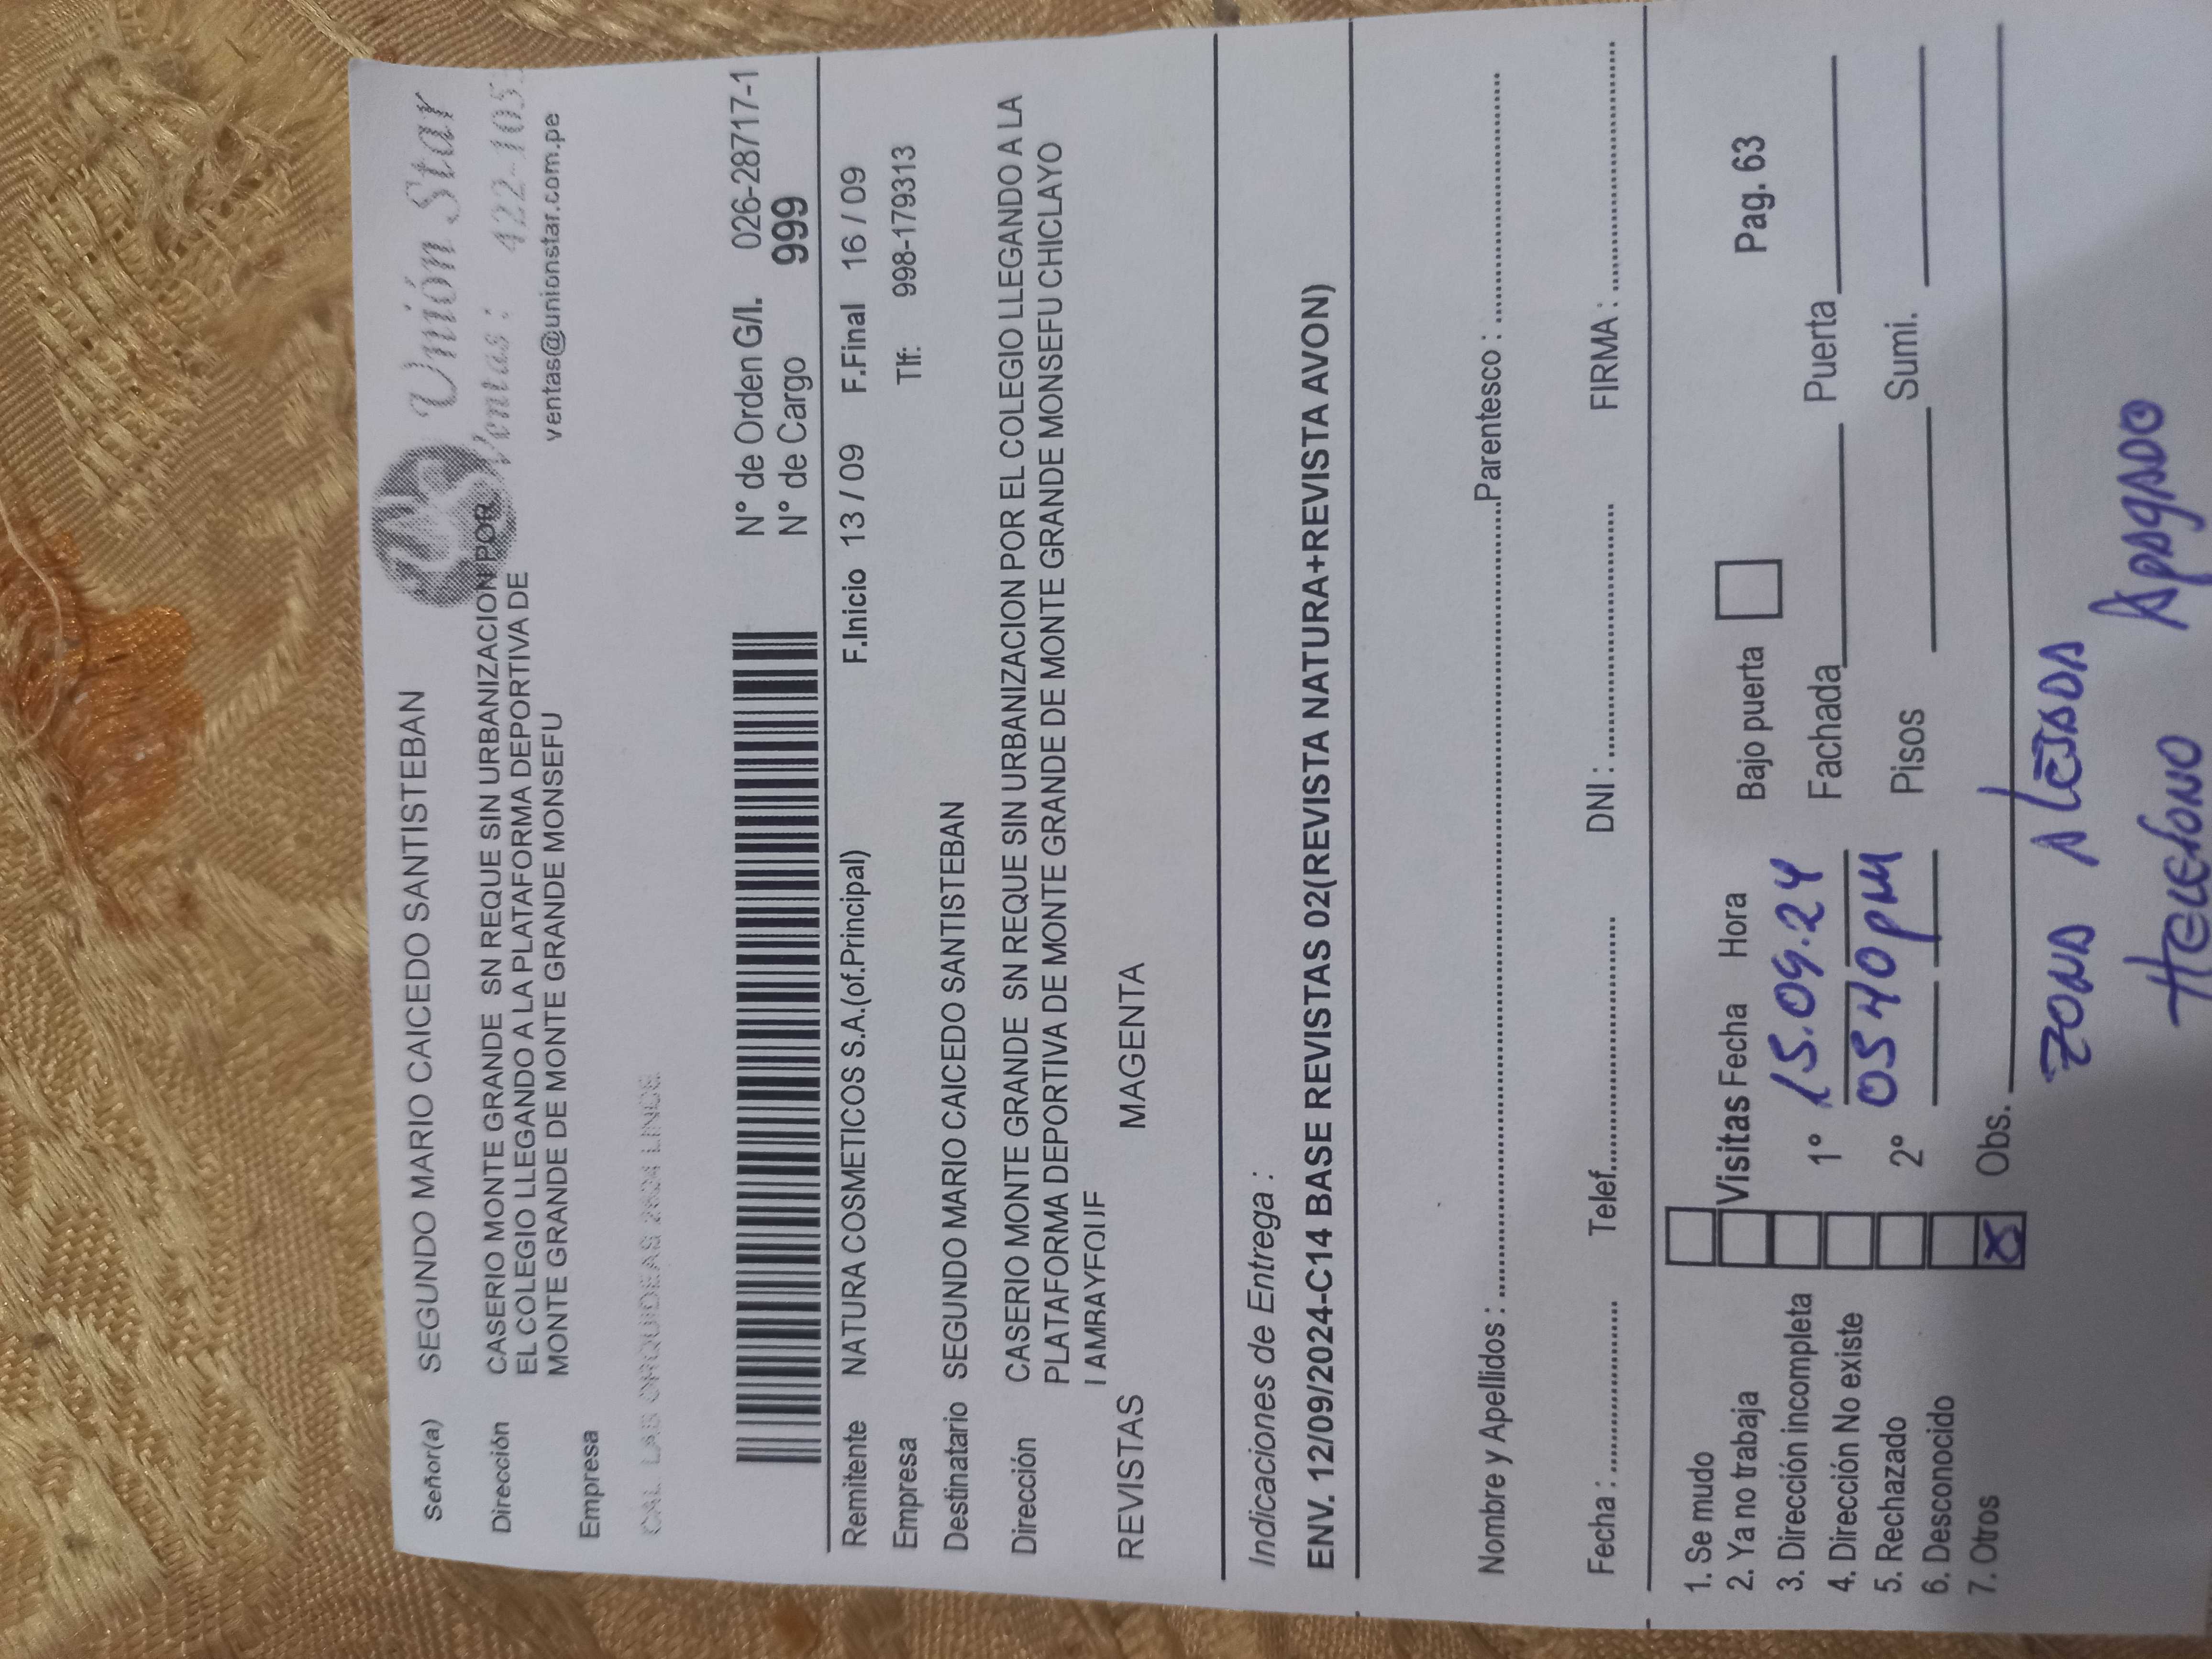 Unión Star
Ventas: 422-105
ventas@unionstar.com.pe
Señor(a) SEGUNDO MARIO CAICEDO SANTISTEBAN
Dirección CASERIO MONTE GRANDE SN REQUE SIN URBANIZACION POR
EL COLEGIO LLEGANDO A LA PLATAFORMA DEPORTIVA DE
MONTE GRANDE DE MONTE GRANDE MONSEFU
Empresa
CAL. LAS ORQUIDEAS 2624 LINCE.
N° de Orden G/I. 026-28717-1
N° de Cargo 999
Remitente NATURA COSMETICOS S.A.(of.Principal) F.Inicio 13 / 09 F.Final 16 / 09
Empresa Tlf: 998-179313
Destinatario SEGUNDO MARIO CAICEDO SANTISTEBAN
Dirección CASERIO MONTE GRANDE SN REQUE SIN URBANIZACION POR EL COLEGIO LLEGANDO A LA
PLATAFORMA DEPORTIVA DE MONTE GRANDE DE MONTE GRANDE MONSEFU CHICLAYO
LAMBAYEQUE
REVISTAS MAGENTA
Indicaciones de Entrega :
ENV. 12/09/2024-C14 BASE REVISTAS 02(REVISTA NATURA+REVISTA AVON)
Nombre y Apellidos : Parentesco :
Fecha : Telef. DNI : FIRMA :
1. Se mudo
2. Ya no trabaja
3. Dirección incompleta
4. Dirección No existe
5. Rechazado
6. Desconocido
7. Otros X
Visitas Fecha Hora Bajo puerta Pag. 63
1° 15.09.24 Fachada Puerta
2° 0540pm Pisos Sumi.
Obs.
ZONA ALEJADA
TELEFONO APAGADO